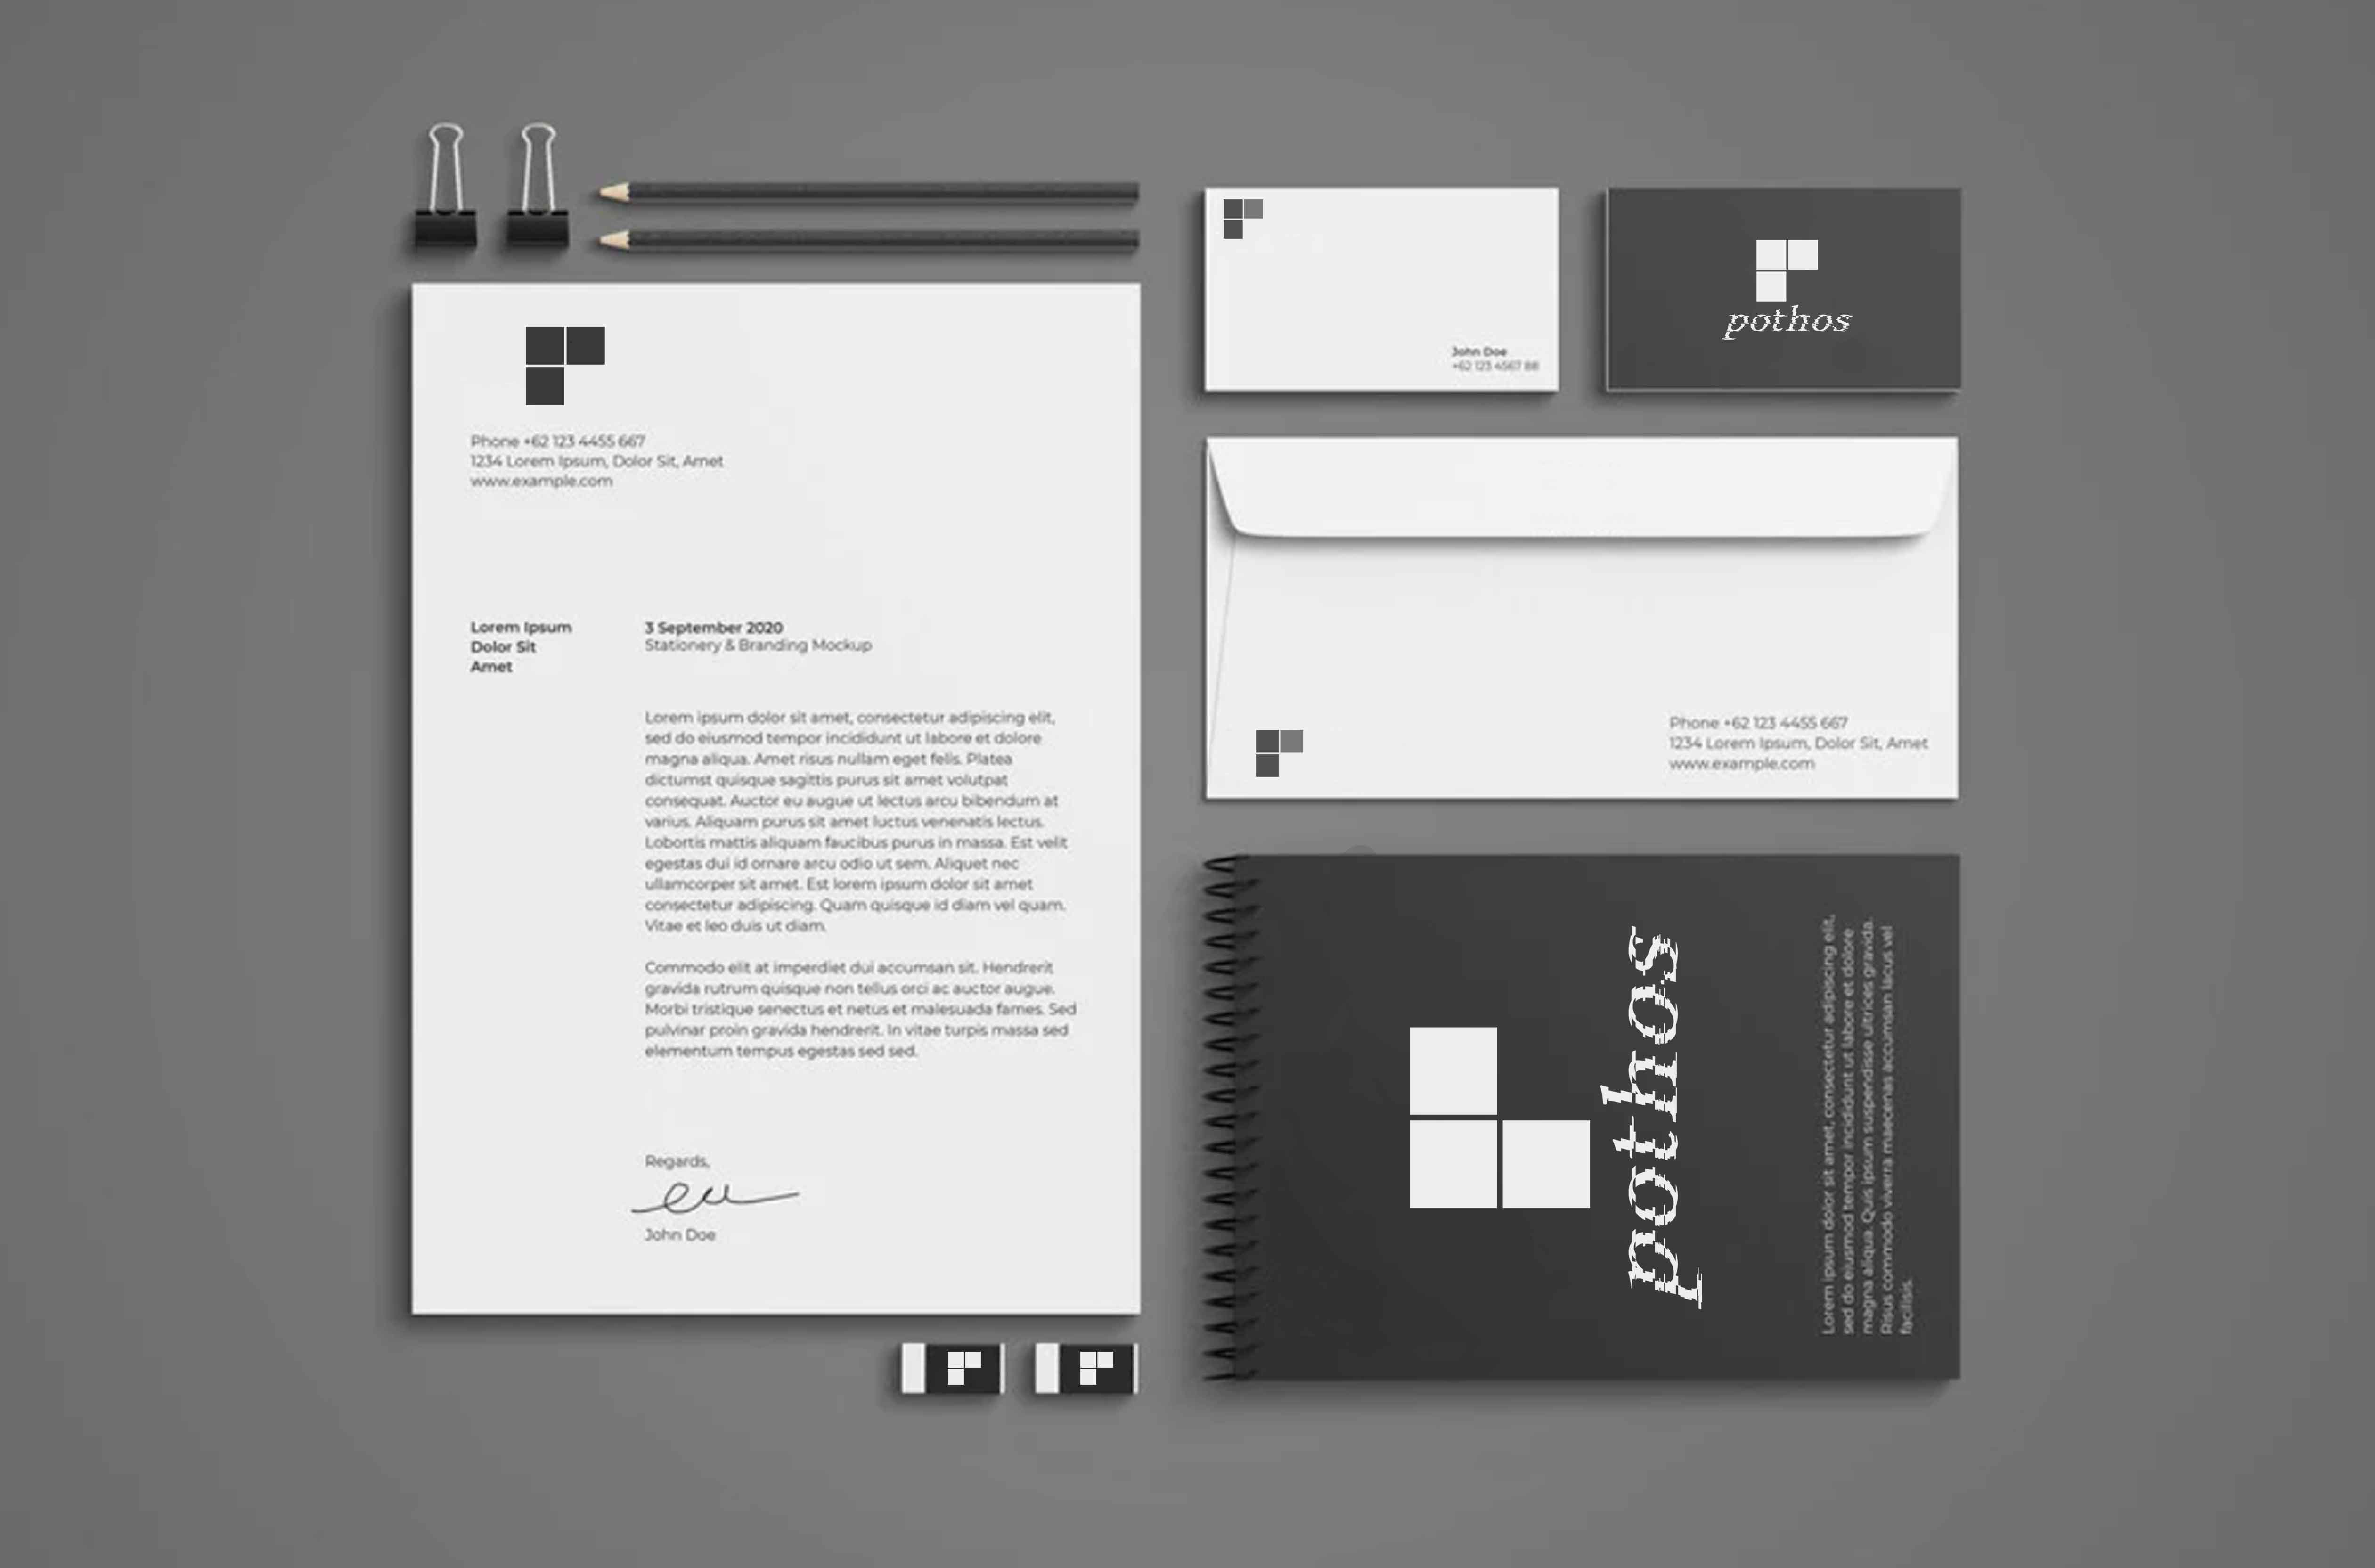 Phone +62 123 4455 667
1234 Lorem Ipsum, Dolor Sit, Amet
www.example.com
Lorem Ipsum
Dolor Sit
Amet
3 September 2020
Stationery & Branding Mockup
Lorem ipsum dolor sit amet, consectetur adipiscing elit,
sed do eiusmod tempor incididunt ut labore et dolore
magna aliqua. Amet risus nullam eget felis. Platea
dictumst quisque sagittis purus sit amet volutpat
consequat. Auctor eu augue ut lectus arcu bibendum at
varius. Aliquam purus sit amet luctus venenatis lectus.
Lobortis mattis aliquam faucibus purus in massa. Est velit
egestas dui id ornare arcu odio ut sem. Aliquet nec
ullamcorper sit amet. Est lorem ipsum dolor sit amet
consectetur adipiscing. Quam quisque id diam vel quam.
Vitae et leo duis ut diam.
Commodo elit at imperdiet dui accumsan sit. Hendrerit
gravida rutrum quisque non tellus orci ac auctor augue.
Morbi tristique senectus et netus et malesuada fames. Sed
pulvinar proin gravida hendrerit. In vitae turpis massa sed
elementum tempus egestas sed sed.
Regards,
John Doe
John Doe
+62 123 4567 88
pothos
Phone +62 123 4455 667
1234 Lorem Ipsum, Dolor Sit, Amet
www.example.com
pothos
Lorem ipsum dolor sit amet, consectetur adipiscing elit,
sed do eiusmod tempor incididunt ut labore et dolore
magna aliqua. Quis ipsum suspendisse ultrices gravida.
Risus commodo viverra maecenas accumsan lacus vel
facilisis.